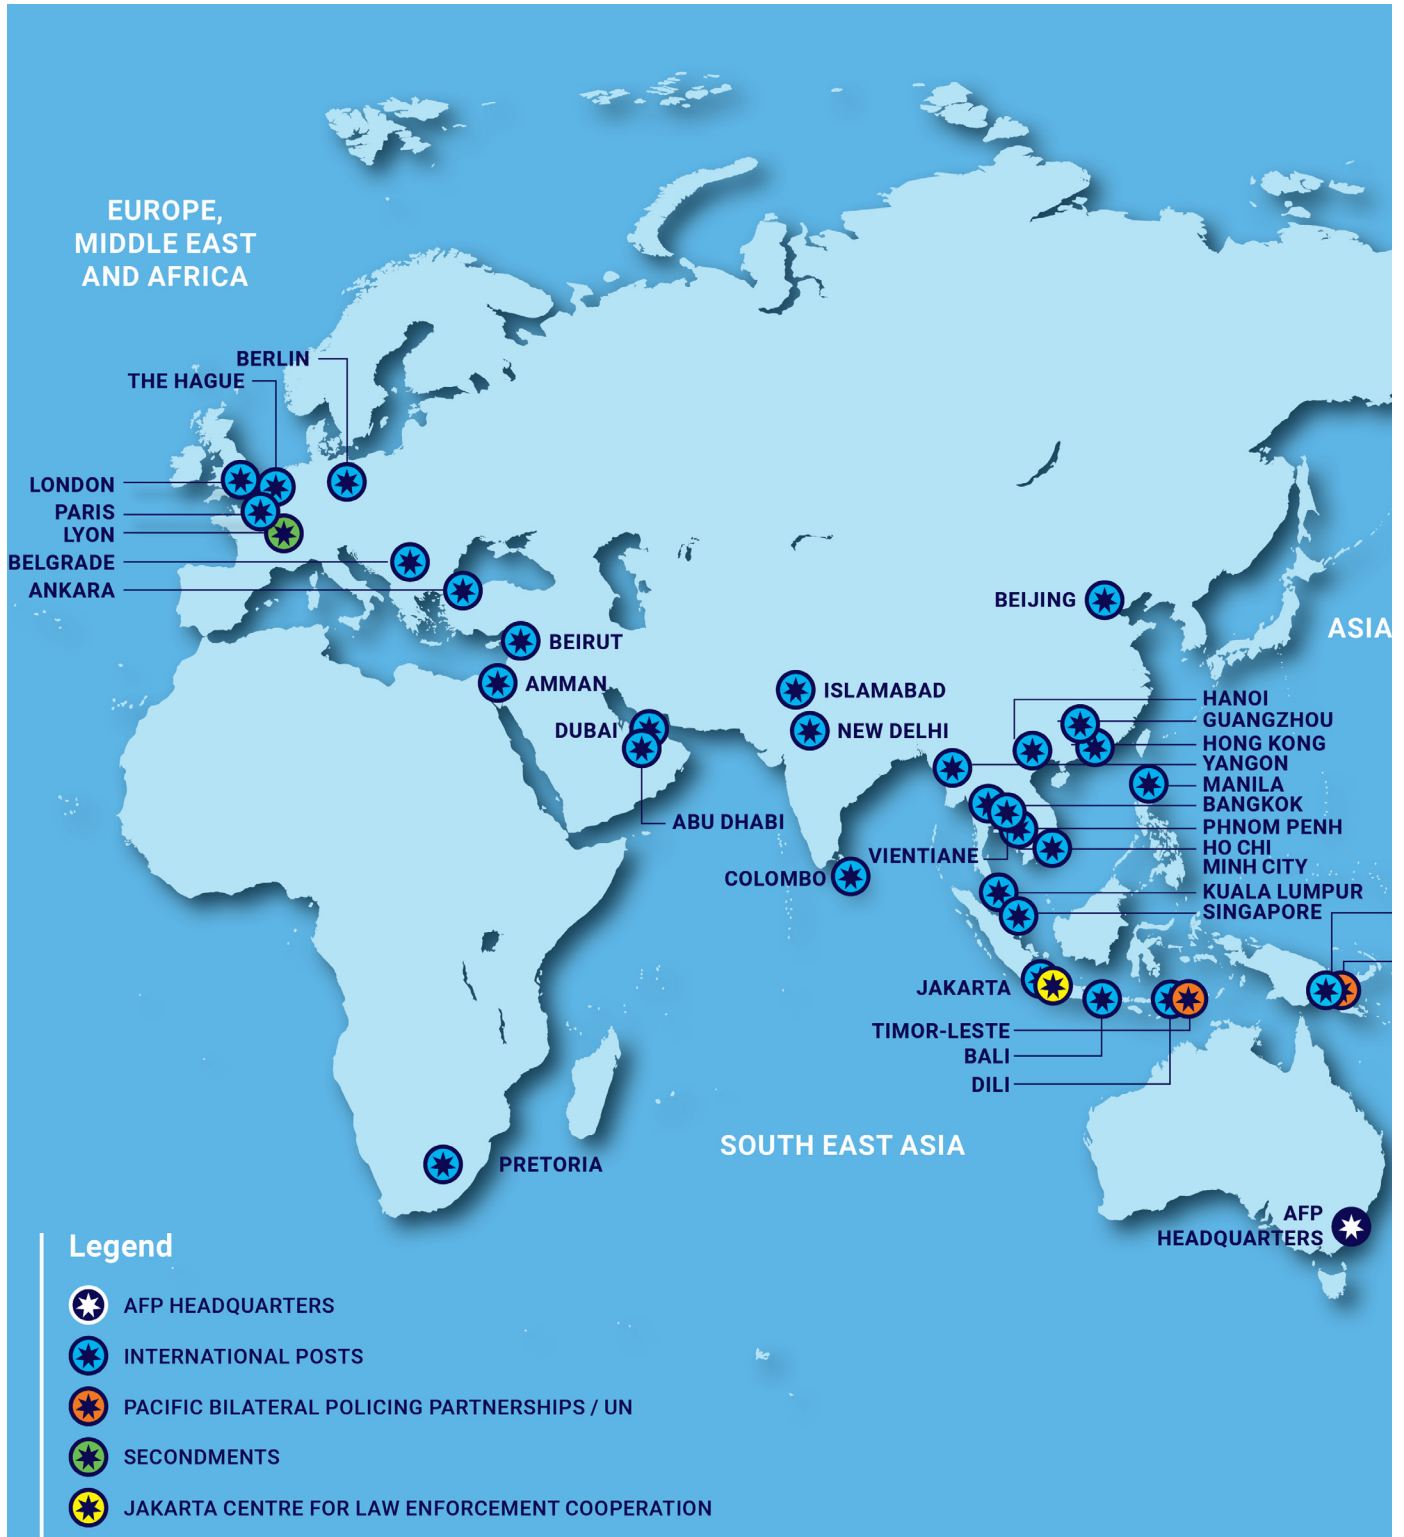 EUROPE,
MIDDLE EAST
AND AFRICA
BERLIN
THE HAGUE
LONDON
PARIS
LYON
BELGRADE
ANKARA
BEIRUT
AMMAN
DUBAI
ABU DHABI
ISLAMABAD
NEW DELHI
COLOMBO
BEIJING
ASIA
HANOI
GUANGZHOU
HONG KONG
YANGON
MANILA
BANGKOK
PHNOM PENH
HO CHI
MINH CITY
VIENTIANE
KUALA LUMPUR
SINGAPORE
JAKARTA
TIMOR-LESTE
BALI
DILI
SOUTH EAST ASIA
PRETORIA
AFP
HEADQUARTERS
Legend
AFP HEADQUARTERS
INTERNATIONAL POSTS
PACIFIC BILATERAL POLICING PARTNERSHIPS / UN
SECONDMENTS
JAKARTA CENTRE FOR LAW ENFORCEMENT COOPERATION